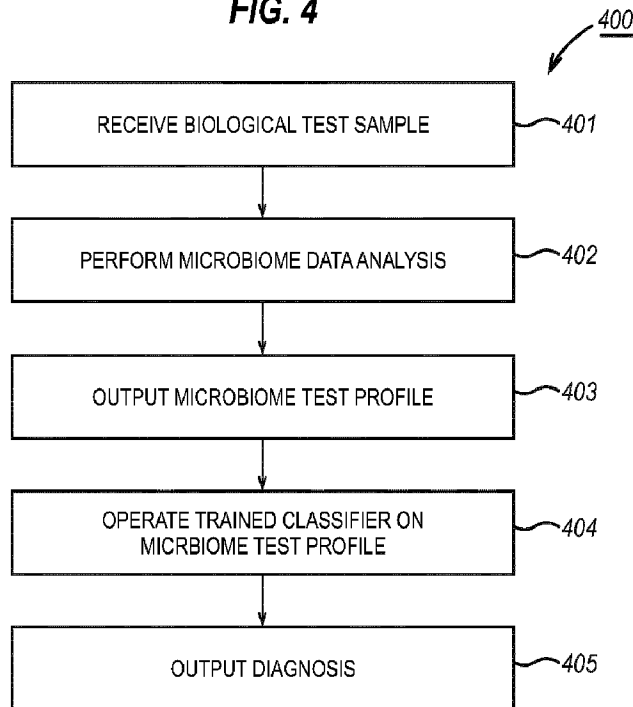 FIG. 4
400
RECEIVE BIOLOGICAL TEST SAMPLE
401
PERFORM MICROBIOME DATA ANALYSIS
402
OUTPUT MICROBIOME TEST PROFILE
403
OPERATE TRAINED CLASSIFIER ON
MICRBIOME TEST PROFILE
404
OUTPUT DIAGNOSIS
405